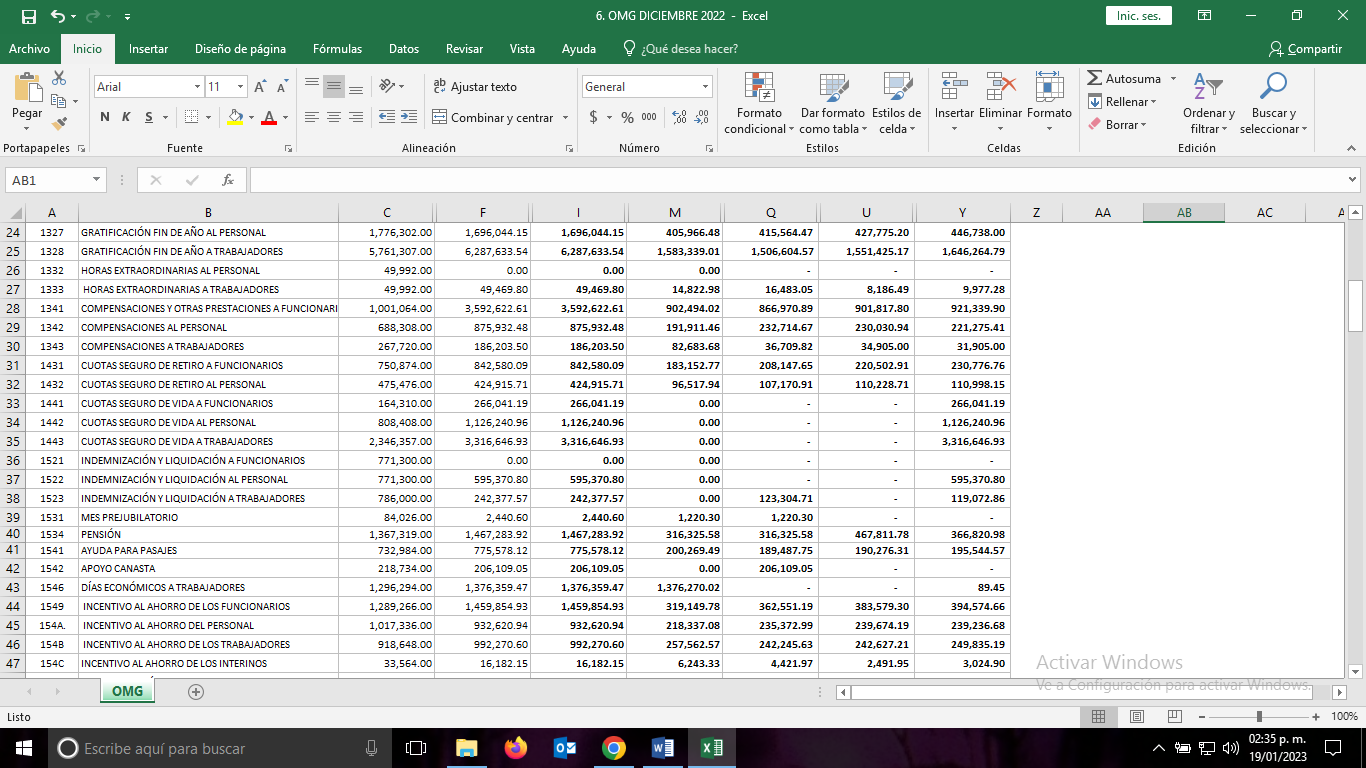 6. OMG DICIEMBRE 2022 - Excel
Inic. ses.
Archivo Inicio Insertar Diseño de página Fórmulas Datos Revisar Vista Ayuda ¿Qué desea hacer? Compartir
Pegar
Arial 11 A A
N K S
ab Ajustar texto
Combinar y centrar
General
$ % 000
Formato condicional
Dar formato como tabla
Estilos de celda
Insertar Eliminar Formato
Autosuma
Rellenar
Borrar
Ordenar y filtrar
Buscar y seleccionar
Portapapeles Fuente Alineación Número Estilos Celdas Edición
AB1 fx
A B C F I M Q U Y Z AA AB AC A
24 1327 GRATIFICACIÓN FIN DE AÑO AL PERSONAL 1,776,302.00 1,696,044.15 1,696,044.15 405,966.48 415,564.47 427,775.20 446,738.00
25 1328 GRATIFICACIÓN FIN DE AÑO A TRABAJADORES 5,761,307.00 6,287,633.54 6,287,633.54 1,583,339.01 1,506,604.57 1,551,425.17 1,646,264.79
26 1332 HORAS EXTRAORDINARIAS AL PERSONAL 49,992.00 0.00 0.00 0.00 - - -
27 1333 HORAS EXTRAORDINARIAS A TRABAJADORES 49,992.00 49,469.80 49,469.80 14,822.98 16,483.05 8,186.49 9,977.28
28 1341 COMPENSACIONES Y OTRAS PRESTACIONES A FUNCIONARI 1,001,064.00 3,592,622.61 3,592,622.61 902,494.02 866,970.89 901,817.80 921,339.90
29 1342 COMPENSACIONES AL PERSONAL 688,308.00 875,932.48 875,932.48 191,911.46 232,714.67 230,030.94 221,275.41
30 1343 COMPENSACIONES A TRABAJADORES 267,720.00 186,203.50 186,203.50 82,683.68 36,709.82 34,905.00 31,905.00
31 1431 CUOTAS SEGURO DE RETIRO A FUNCIONARIOS 750,874.00 842,580.09 842,580.09 183,152.77 208,147.65 220,502.91 230,776.76
32 1432 CUOTAS SEGURO DE RETIRO AL PERSONAL 475,476.00 424,915.71 424,915.71 96,517.94 107,170.91 110,228.71 110,998.15
33 1441 CUOTAS SEGURO DE VIDA A FUNCIONARIOS 164,310.00 266,041.19 266,041.19 0.00 - - 266,041.19
34 1442 CUOTAS SEGURO DE VIDA AL PERSONAL 808,408.00 1,126,240.96 1,126,240.96 0.00 - - 1,126,240.96
35 1443 CUOTAS SEGURO DE VIDA A TRABAJADORES 2,346,357.00 3,316,646.93 3,316,646.93 0.00 - - 3,316,646.93
36 1521 INDEMNIZACIÓN Y LIQUIDACIÓN A FUNCIONARIOS 771,300.00 0.00 0.00 0.00 - - -
37 1522 INDEMNIZACIÓN Y LIQUIDACIÓN AL PERSONAL 771,300.00 595,370.80 595,370.80 0.00 - - 595,370.80
38 1523 INDEMNIZACIÓN Y LIQUIDACIÓN A TRABAJADORES 786,000.00 242,377.57 242,377.57 0.00 123,304.71 - 119,072.86
39 1531 MES PREJUBILATORIO 84,026.00 2,440.60 2,440.60 1,220.30 1,220.30 - -
40 1534 PENSIÓN 1,367,319.00 1,467,283.92 1,467,283.92 316,325.58 316,325.58 467,811.78 366,820.98
41 1541 AYUDA PARA PASAJES 732,984.00 775,578.12 775,578.12 200,269.49 189,487.75 190,276.31 195,544.57
42 1542 APOYO CANASTA 218,734.00 206,109.05 206,109.05 0.00 206,109.05 - -
43 1546 DÍAS ECONÓMICOS A TRABAJADORES 1,296,294.00 1,376,359.47 1,376,359.47 1,376,270.02 - - 89.45
44 1549 INCENTIVO AL AHORRO DE LOS FUNCIONARIOS 1,289,266.00 1,459,854.93 1,459,854.93 319,149.78 362,551.19 383,579.30 394,574.66
45 154A. INCENTIVO AL AHORRO DEL PERSONAL 1,017,336.00 932,620.94 932,620.94 218,337.08 235,372.99 239,674.19 239,236.68
46 154B INCENTIVO AL AHORRO DE LOS TRABAJADORES 918,648.00 992,270.60 992,270.60 257,562.57 242,245.63 242,627.21 249,835.19
47 154C INCENTIVO AL AHORRO DE LOS INTERINOS 33,564.00 16,182.15 16,182.15 6,243.33 4,421.97 2,491.95 3,024.90
Activar Windows
Ve a Configuración para activar Windows.
OMG
Listo 100%
Escribe aquí para buscar
02:35 p. m.
19/01/2023